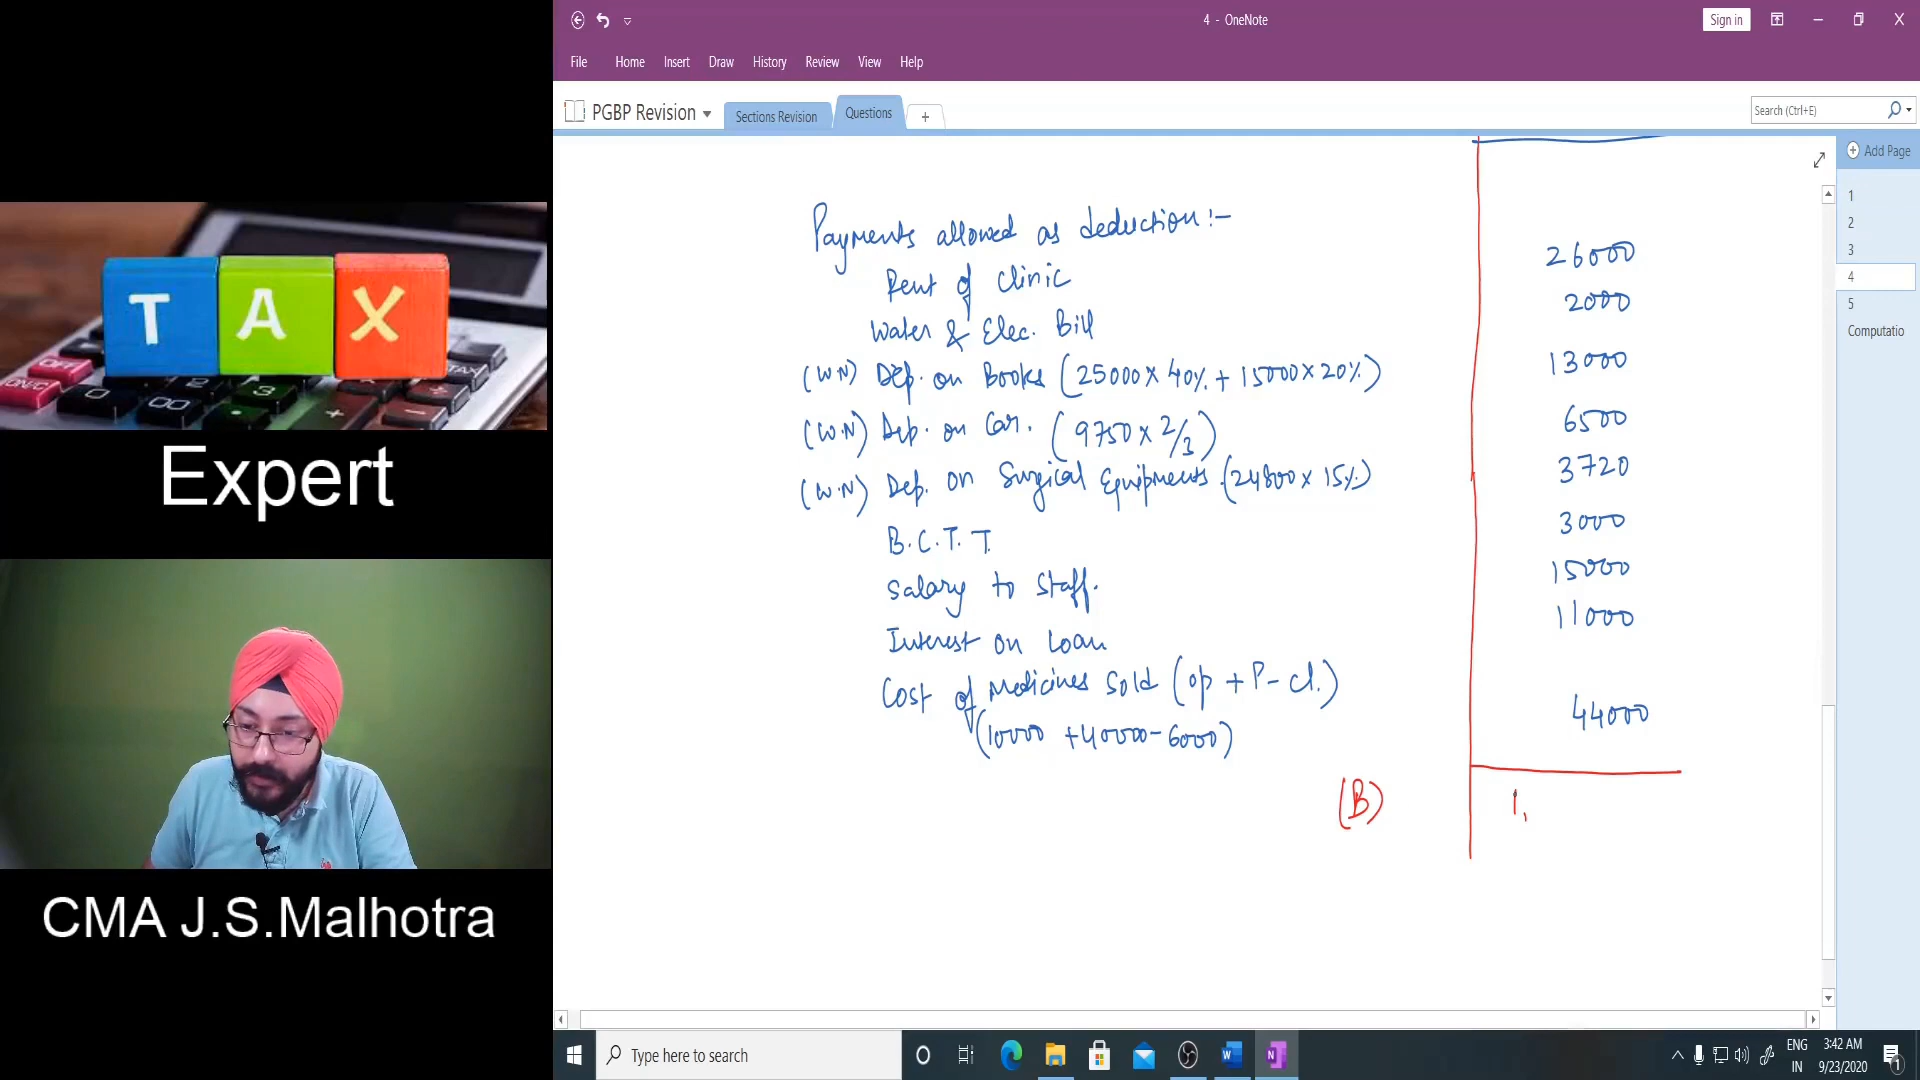 4 - OneNote
Sign in
File Home Insert Draw History Review View Help
PGBP Revision
Sections Revision
Questions
Search (Ctrl+E)
Add Page
1
2
3
4
5
Computatio
TAX
Expert
CMA J.S.Malhotra
Payments allowed as deduction:-
Rent of Clinic 26000
Water & Elec. Bill 2000
(W.N) Dep. on Books (25000 x 40% + 15000 x 20%) 13000
(W.N) Dep. on Car. (9750 x 2/3) 6500
(W.N) Dep. on Surgical Equipments (24800 x 15%) 3720
B.C.T.T. 3000
Salary to Staff. 15000
Interest on Loan 11000
Cost of Medicines Sold (op + P - cl.)
(10000 + 40000 - 6000) 44000
(B) 1,
Type here to search
ENG
IN
3:42 AM
9/23/2020
1